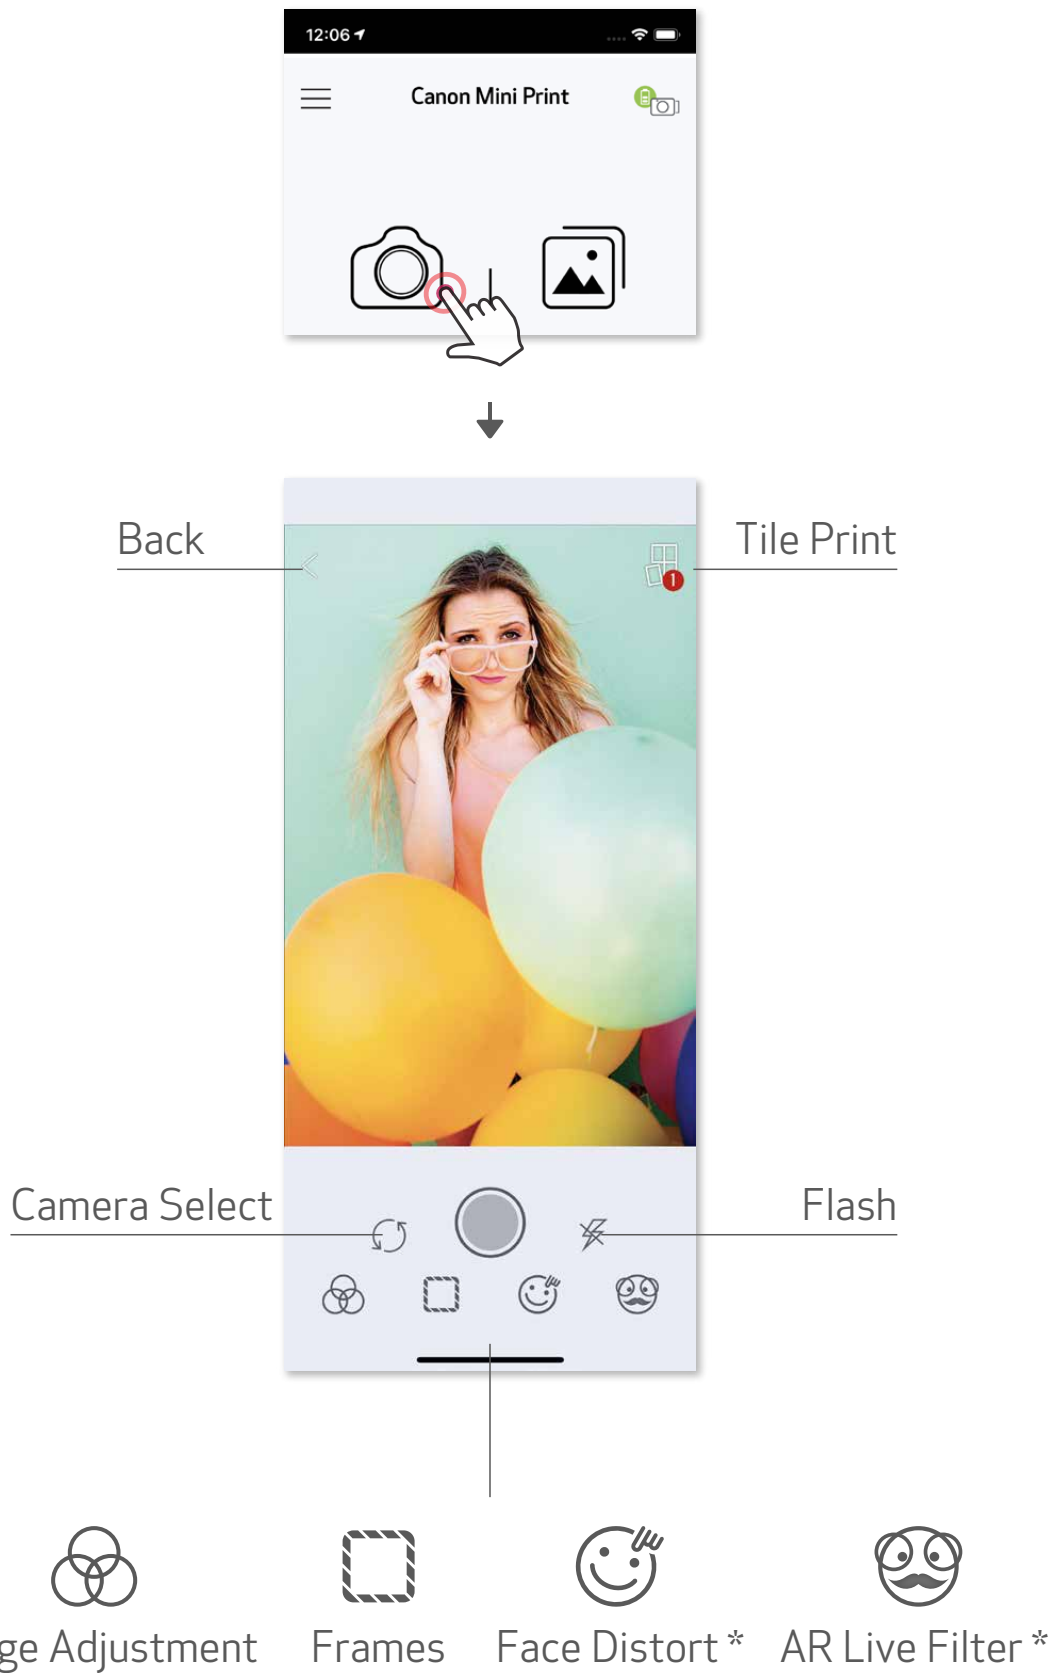 12:06
Canon Mini Print
Back
Tile Print
1
Camera Select
Flash
ge Adjustment
Frames
Face Distort *
AR Live Filter *